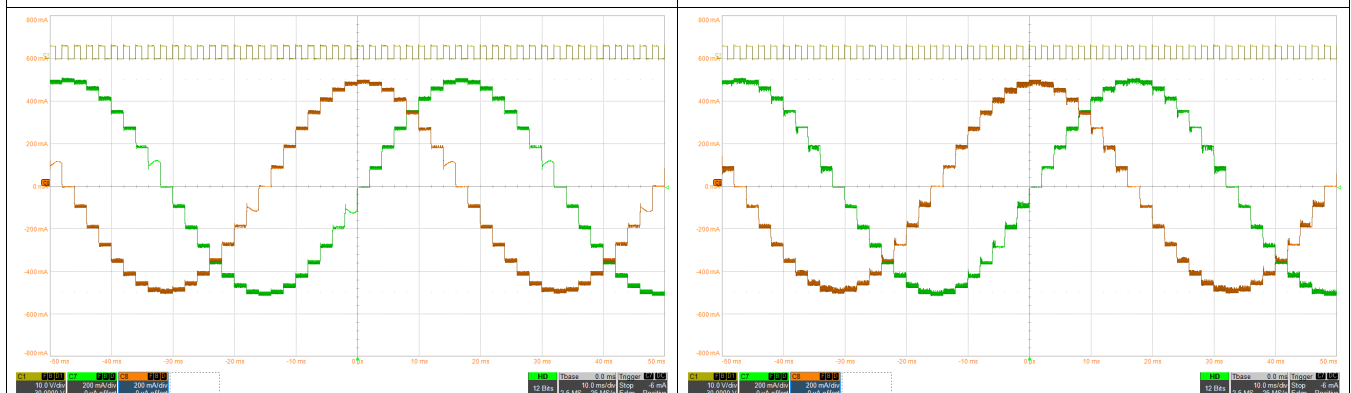 800 mA
600 mA
400 mA
200 mA
0 mA
-200 mA
-400 mA
-600 mA
-800 mA
-50 ms -40 ms -30 ms -20 ms -10 ms 10 ms 20 ms 30 ms 40 ms 50 ms
C1 C7 C8 HD Tbase 0.0 ms Trigger C7 DC
10.0 V/div 200 mA/div 200 mA/div 12 Bits 10.0 ms/div Stop -6 mA
800 mA
600 mA
400 mA
200 mA
0 mA
-200 mA
-400 mA
-600 mA
-800 mA
-50 ms -40 ms -30 ms -20 ms -10 ms 10 ms 20 ms 30 ms 40 ms 50 ms
C1 C7 C8 HD Tbase 0.0 ms Trigger C7 DC
10.0 V/div 200 mA/div 200 mA/div 12 Bits 10.0 ms/div Stop -6 mA